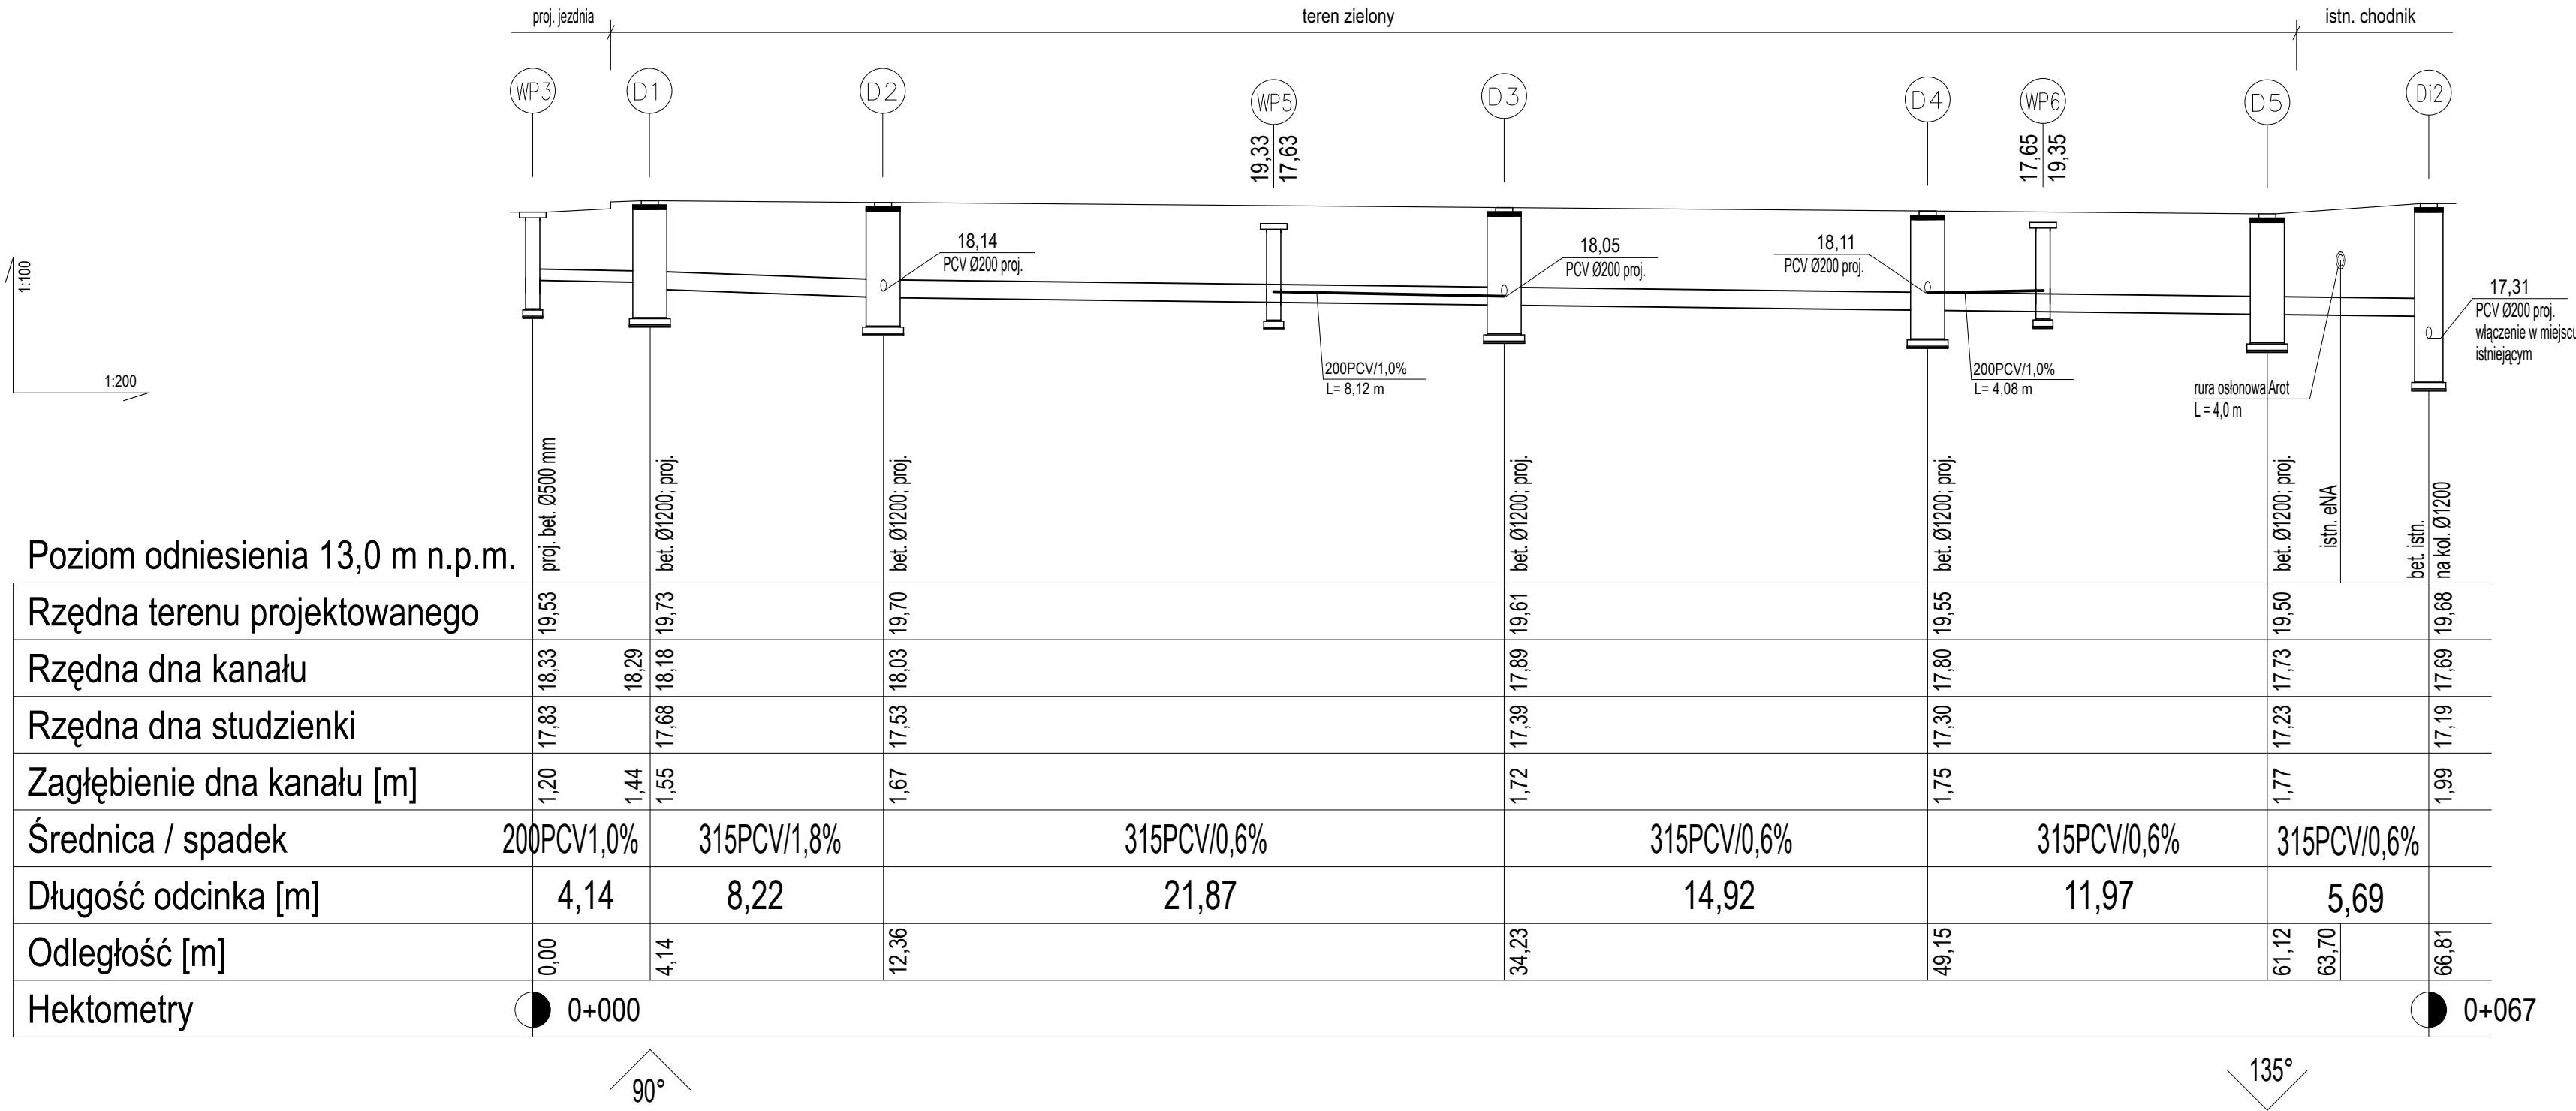 proj. jezdnia
teren zielony
istn. chodnik
WP3
D1
D2
WP5
D3
D4
WP6
D5
Di2
19,33
17,63
17,65
19,35
1:100
1:200
18,14
PCV Ø200 proj.
18,05
PCV Ø200 proj.
18,11
PCV Ø200 proj.
17,31
PCV Ø200 proj.
włączenie w miejscu
istniejącym
200PCV/1,0%
L= 8,12 m
200PCV/1,0%
L= 4,08 m
rura osłonowa Arot
L = 4,0 m
proj. bet. Ø500 mm
bet. Ø1200; proj.
bet. Ø1200; proj.
bet. Ø1200; proj.
bet. Ø1200; proj.
bet. Ø1200; proj.
istn. eNA
bet. istn.
na kol. Ø1200
Poziom odniesienia 13,0 m n.p.m.
Rzędna terenu projektowanego 19,53 19,73 19,70 19,61 19,55 19,50 19,68
Rzędna dna kanału 18,33 18,29 18,18 18,03 17,89 17,80 17,73 17,69
Rzędna dna studzienki 17,83 17,68 17,53 17,39 17,30 17,23 17,19
Zagłębienie dna kanału [m] 1,20 1,44 1,55 1,67 1,72 1,75 1,77 1,99
Średnica / spadek 200PCV1,0% 315PCV/1,8% 315PCV/0,6% 315PCV/0,6% 315PCV/0,6% 315PCV/0,6%
Długość odcinka [m] 4,14 8,22 21,87 14,92 11,97 5,69
Odległość [m] 0,00 4,14 12,36 34,23 49,15 61,12 63,70 66,81
Hektometry 0+000 0+067
90°
135°